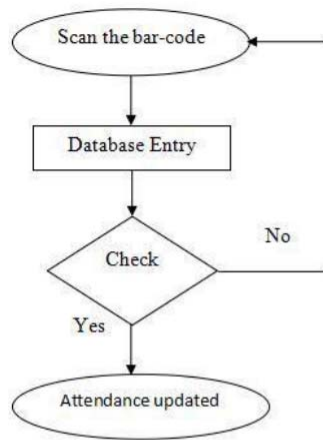 Scan the bar-code
Database Entry
Check
No
Yes
Attendance updated